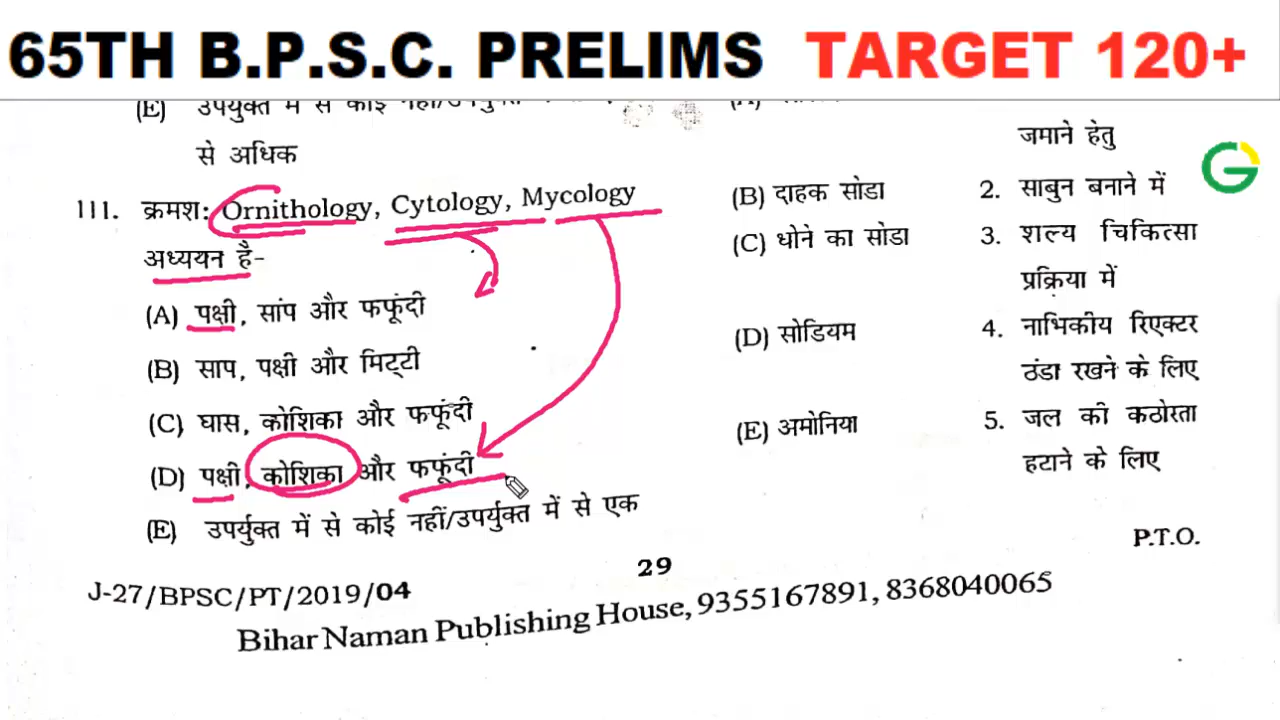 65TH B.P.S.C. PRELIMS TARGET 120+
(E) उपर्युक्त में से कोई नहीं/उपर्युक्त
से अधिक
111. क्रमश: Ornithology, Cytology, Mycology
अध्ययन है-
(A) पक्षी, सांप और फफूंदी
(B) साप, पक्षी और मिट्टी
(C) घास, कोशिका और फफूंदी
(D) पक्षी, कोशिका और फफूंदी
(E) उपर्युक्त में से कोई नहीं/उपर्युक्त में से एक
(A)
जमाने हेतु
(B) दाहक सोडा 2. साबुन बनाने में
(C) धोने का सोडा 3. शल्य चिकित्सा
प्रक्रिया में
(D) सोडियम 4. नाभिकीय रिएक्टर
ठंडा रखने के लिए
(E) अमोनिया 5. जल की कठोरता
हटाने के लिए
P.T.O.
29
J-27/BPSC/PT/2019/04
Bihar Naman Publishing House, 9355167891, 8368040065